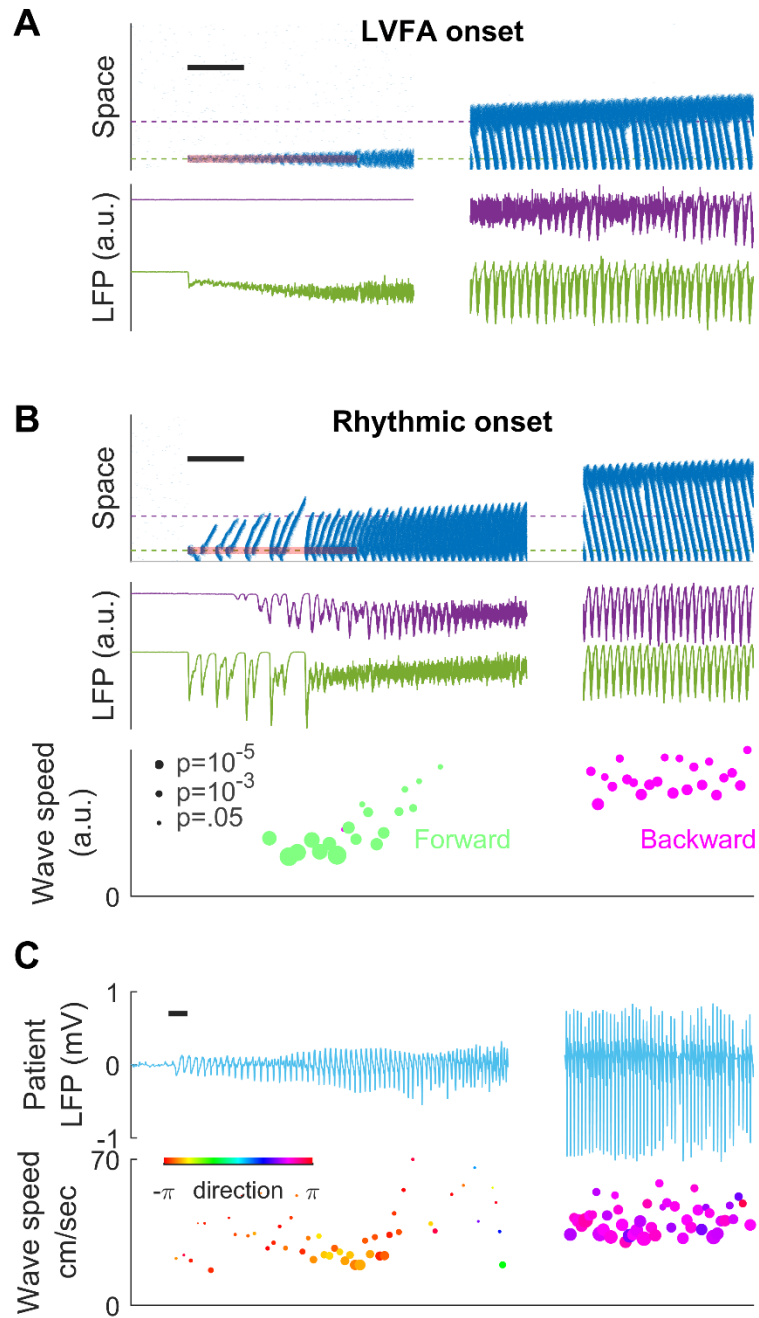 A
LVFA onset
Space
LFP (a.u.)
B
Rhythmic onset
Space
LFP (a.u.)
Wave speed
(a.u.)
p=10⁻⁵
p=10⁻³
p=.05
Forward
Backward
0
C
Patient
LFP (mV)
1
0
-1
Wave speed
cm/sec
70
-π direction π
0